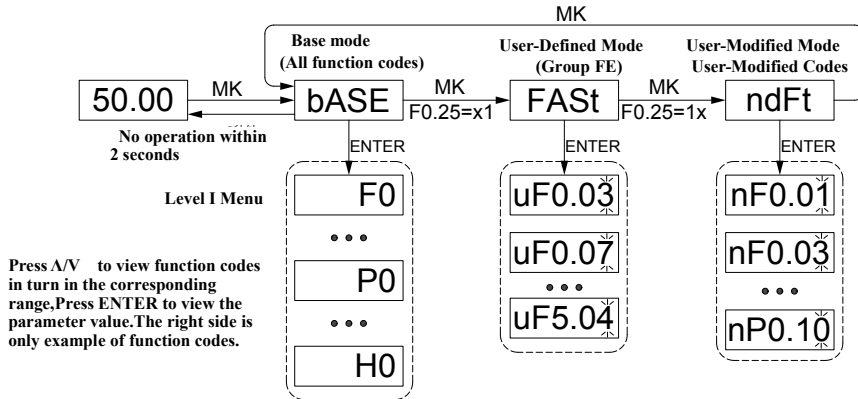 MK
Base mode
(All function codes)
User-Defined Mode
(Group FE)
User-Modified Mode
User-Modified Codes
50.00
MK
bASE
MK
F0.25=x1
FASt
MK
F0.25=1x
ndFt
No operation within
2 seconds
ENTER
ENTER
ENTER
Level I Menu
F0
uF0.03
nF0.01
P0
uF0.07
nF0.03
H0
uF5.04
nP0.10
Press Λ/V to view function codes
in turn in the corresponding
range,Press ENTER to view the
parameter value.The right side is
only example of function codes.